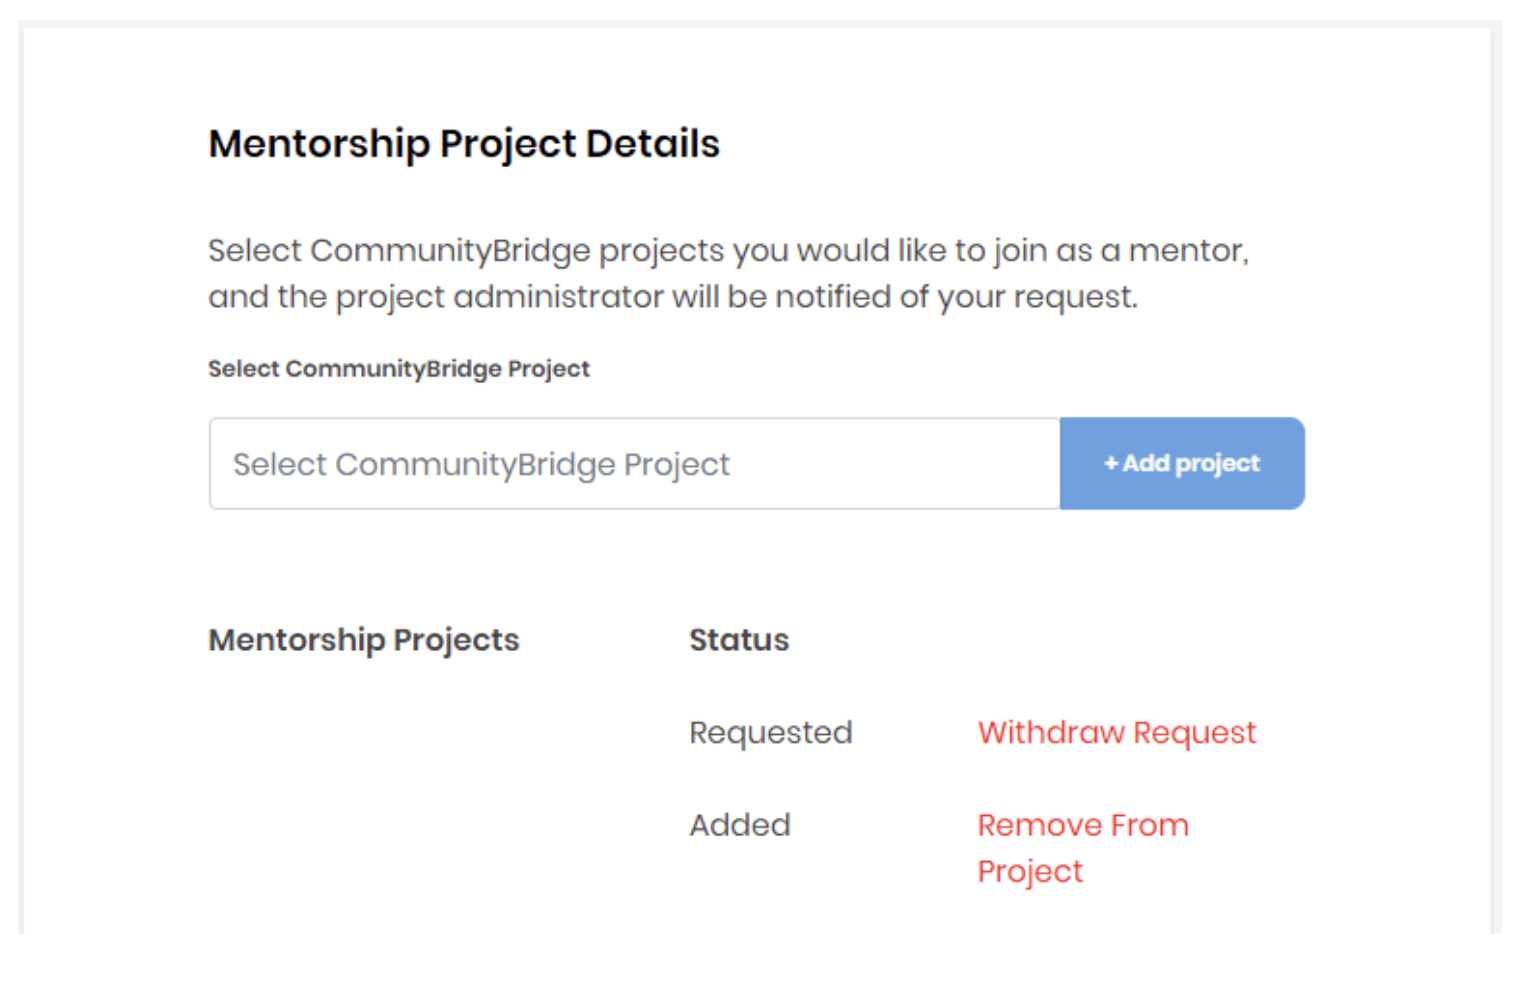 Mentorship Project Details
Select CommunityBridge projects you would like to join as a mentor,
and the project administrator will be notified of your request.
Select CommunityBridge Project
Select CommunityBridge Project
+ Add project
Mentorship Projects Status
Requested Withdraw Request
Added Remove From
Project